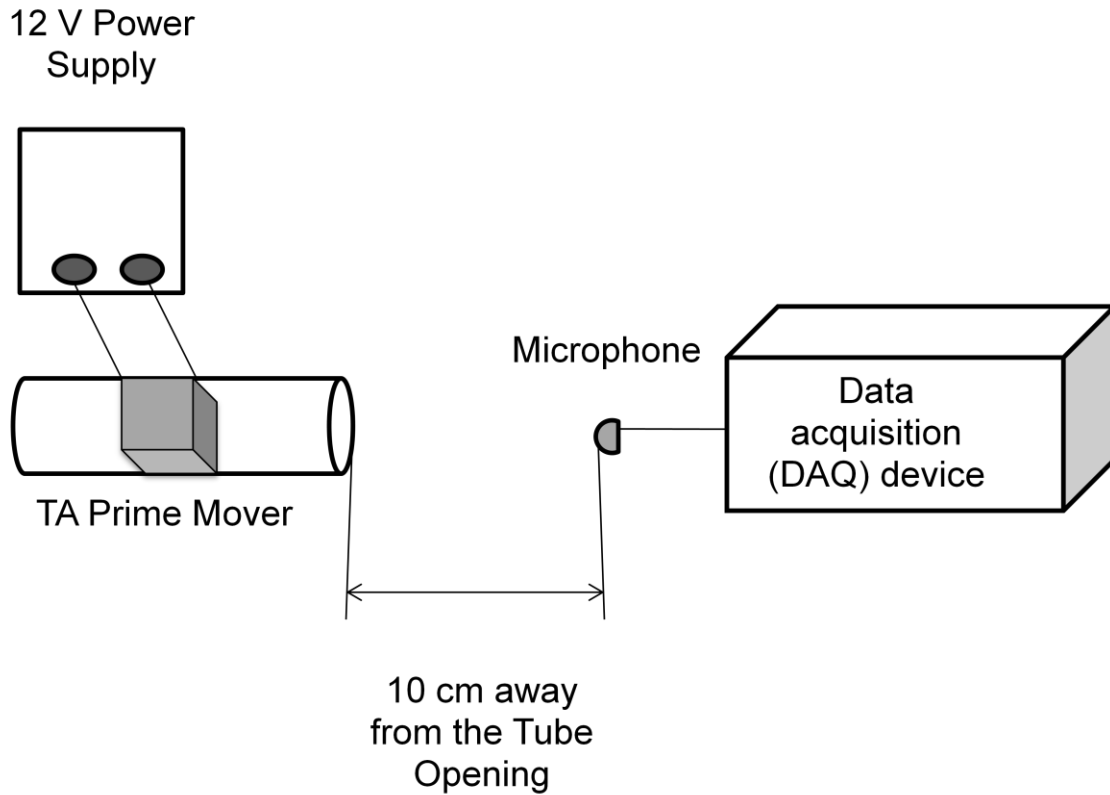 12 V Power
Supply
Microphone
Data
acquisition
(DAQ) device
TA Prime Mover
10 cm away
from the Tube
Opening